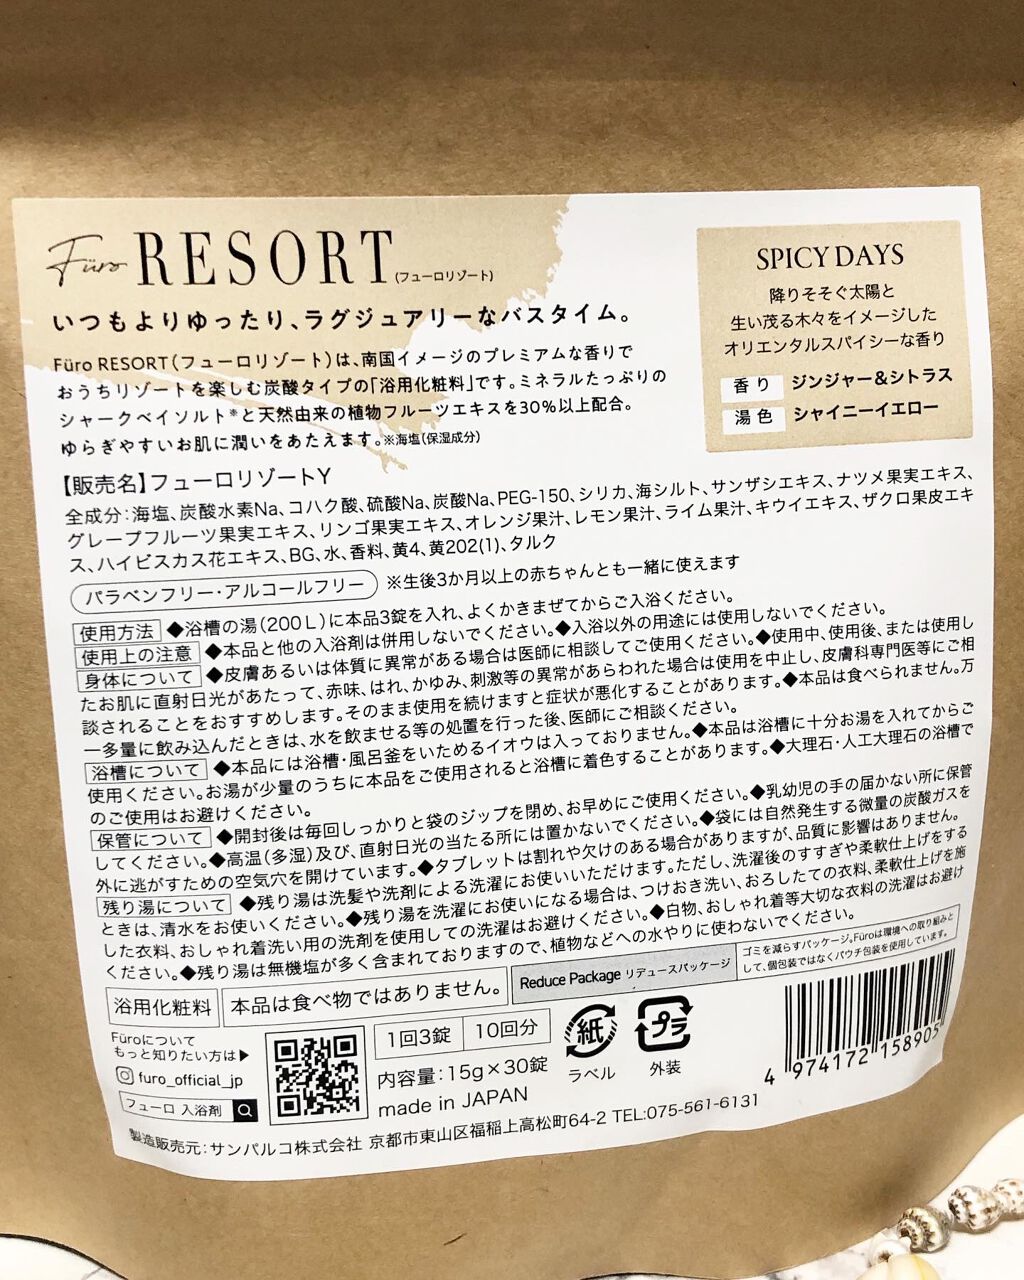 Füro RESORT(フューロリゾート)
いつもよりゆったり、ラグジュアリーなバスタイム。
Füro RESORT(フューロリゾート)は、南国イメージのプレミアムな香りで
おうちリゾートを楽しむ炭酸タイプの「浴用化粧料」です。ミネラルたっぷりの
シャークベイソルト※と天然由来の植物フルーツエキスを30%以上配合。
ゆらぎやすいお肌に潤いをあたえます。※海塩(保湿成分)
SPICY DAYS
降りそそぐ太陽と
生い茂る木々をイメージした
オリエンタルスパイシーな香り
香り ジンジャー&シトラス
湯色 シャイニーイエロー
【販売名】フューロリゾートY
全成分:海塩、炭酸水素Na、コハク酸、硫酸Na、炭酸Na、PEG-150、シリカ、海シルト、サンザシエキス、ナツメ果実エキス、
グレープフルーツ果実エキス、リンゴ果実エキス、オレンジ果汁、レモン果汁、ライム果汁、キウイエキス、ザクロ果皮エキ
ス、ハイビスカス花エキス、BG、水、香料、黄4、黄202(1)、タルク
パラベンフリー・アルコールフリー ※生後3か月以上の赤ちゃんとも一緒に使えます
使用方法 ◆浴槽の湯(200L)に本品3錠を入れ、よくかきまぜてからご入浴ください。
使用上の注意 ◆本品と他の入浴剤は併用しないでください。◆入浴以外の用途には使用しないでください。
身体について ◆皮膚あるいは体質に異常がある場合は医師に相談してご使用ください。◆使用中、使用後、または使用し
たお肌に直射日光があたって、赤味、はれ、かゆみ、刺激等の異常があらわれた場合は使用を中止し、皮膚科専門医等にご相
談されることをおすすめします。そのまま使用を続けますと症状が悪化することがあります。◆本品は食べられません。万
一多量に飲み込んだときは、水を飲ませる等の処置を行った後、医師にご相談ください。
浴槽について ◆本品には浴槽・風呂釜をいためるイオウは入っておりません。◆本品は浴槽に十分お湯を入れてからご
使用ください。お湯が少量のうちに本品をご使用されると浴槽に着色することがあります。◆大理石・人工大理石の浴槽で
のご使用はお避けください。
保管について ◆開封後は毎回しっかりと袋のジップを閉め、お早めにご使用ください。◆乳幼児の手の届かない所に保管
してください。◆高温(多湿)及び、直射日光の当たる所には置かないでください。◆袋には自然発生する微量の炭酸ガスを
外に逃がすための空気穴を開けています。◆タブレットは割れや欠けのある場合がありますが、品質に影響はありません。
残り湯について ◆残り湯は洗髪や洗剤による洗濯にお使いいただけます。ただし、洗濯後のすすぎや柔軟仕上げをする
ときは、清水をお使いください。◆残り湯を洗濯にお使いになる場合は、つけおき洗い、おろしたての衣料、柔軟仕上げを施
した衣料、おしゃれ着洗い用の洗剤を使用しての洗濯はお避けください。◆白物、おしゃれ着等大切な衣料の洗濯はお避け
ください。◆残り湯は無機塩が多く含まれておりますので、植物などへの水やりに使わないでください。
浴用化粧料 本品は食べ物ではありません。 Reduce Package リデュースパッケージ
ゴミを減らすパッケージ。Füroは環境への取り組みと
して、個包装ではなくパウチ包装を使用しています。
Füroについて
もっと知りたい方は▶
furo_official_jp
フューロ 入浴剤
1回3錠 10回分
内容量:15g×30錠
made in JAPAN
紙
ラベル
プラ
外装
4 974172 158905
製造販売元:サンパルコ株式会社 京都市東山区福稲上高松町64-2 TEL:075-561-6131